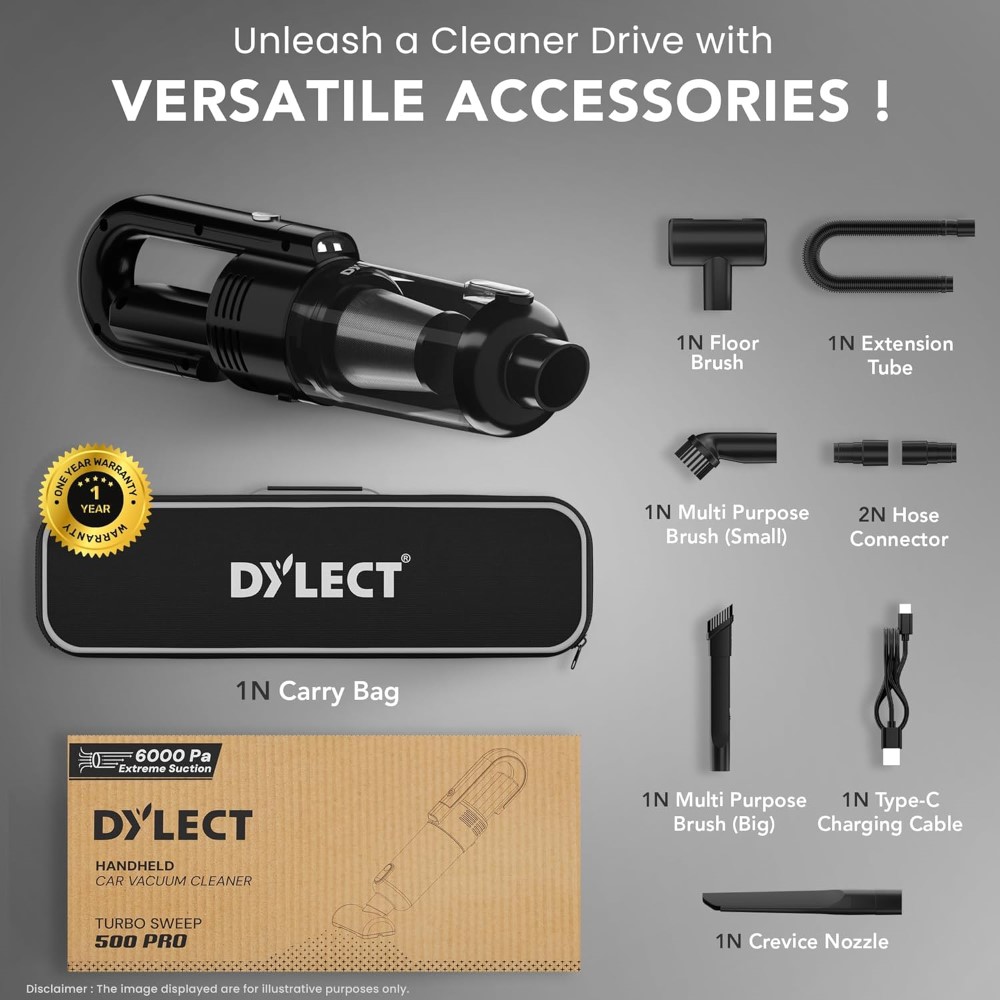 Unleash a Cleaner Drive with
VERSATILE ACCESSORIES !
DY
1N Floor
Brush
1N Extension
Tube
ONE YEAR WARRANTY
1
YEAR
WARRANTY
DYLECT®
1N Carry Bag
1N Multi Purpose
Brush (Small)
2N Hose
Connector
1N Multi Purpose
Brush (Big)
1N Type-C
Charging Cable
1N Crevice Nozzle
6000 Pa
Extreme Suction
DYLECT
HANDHELD
CAR VACUUM CLEANER
TURBO SWEEP
500 PRO
Disclaimer : The image displayed are for illustrative purposes only.